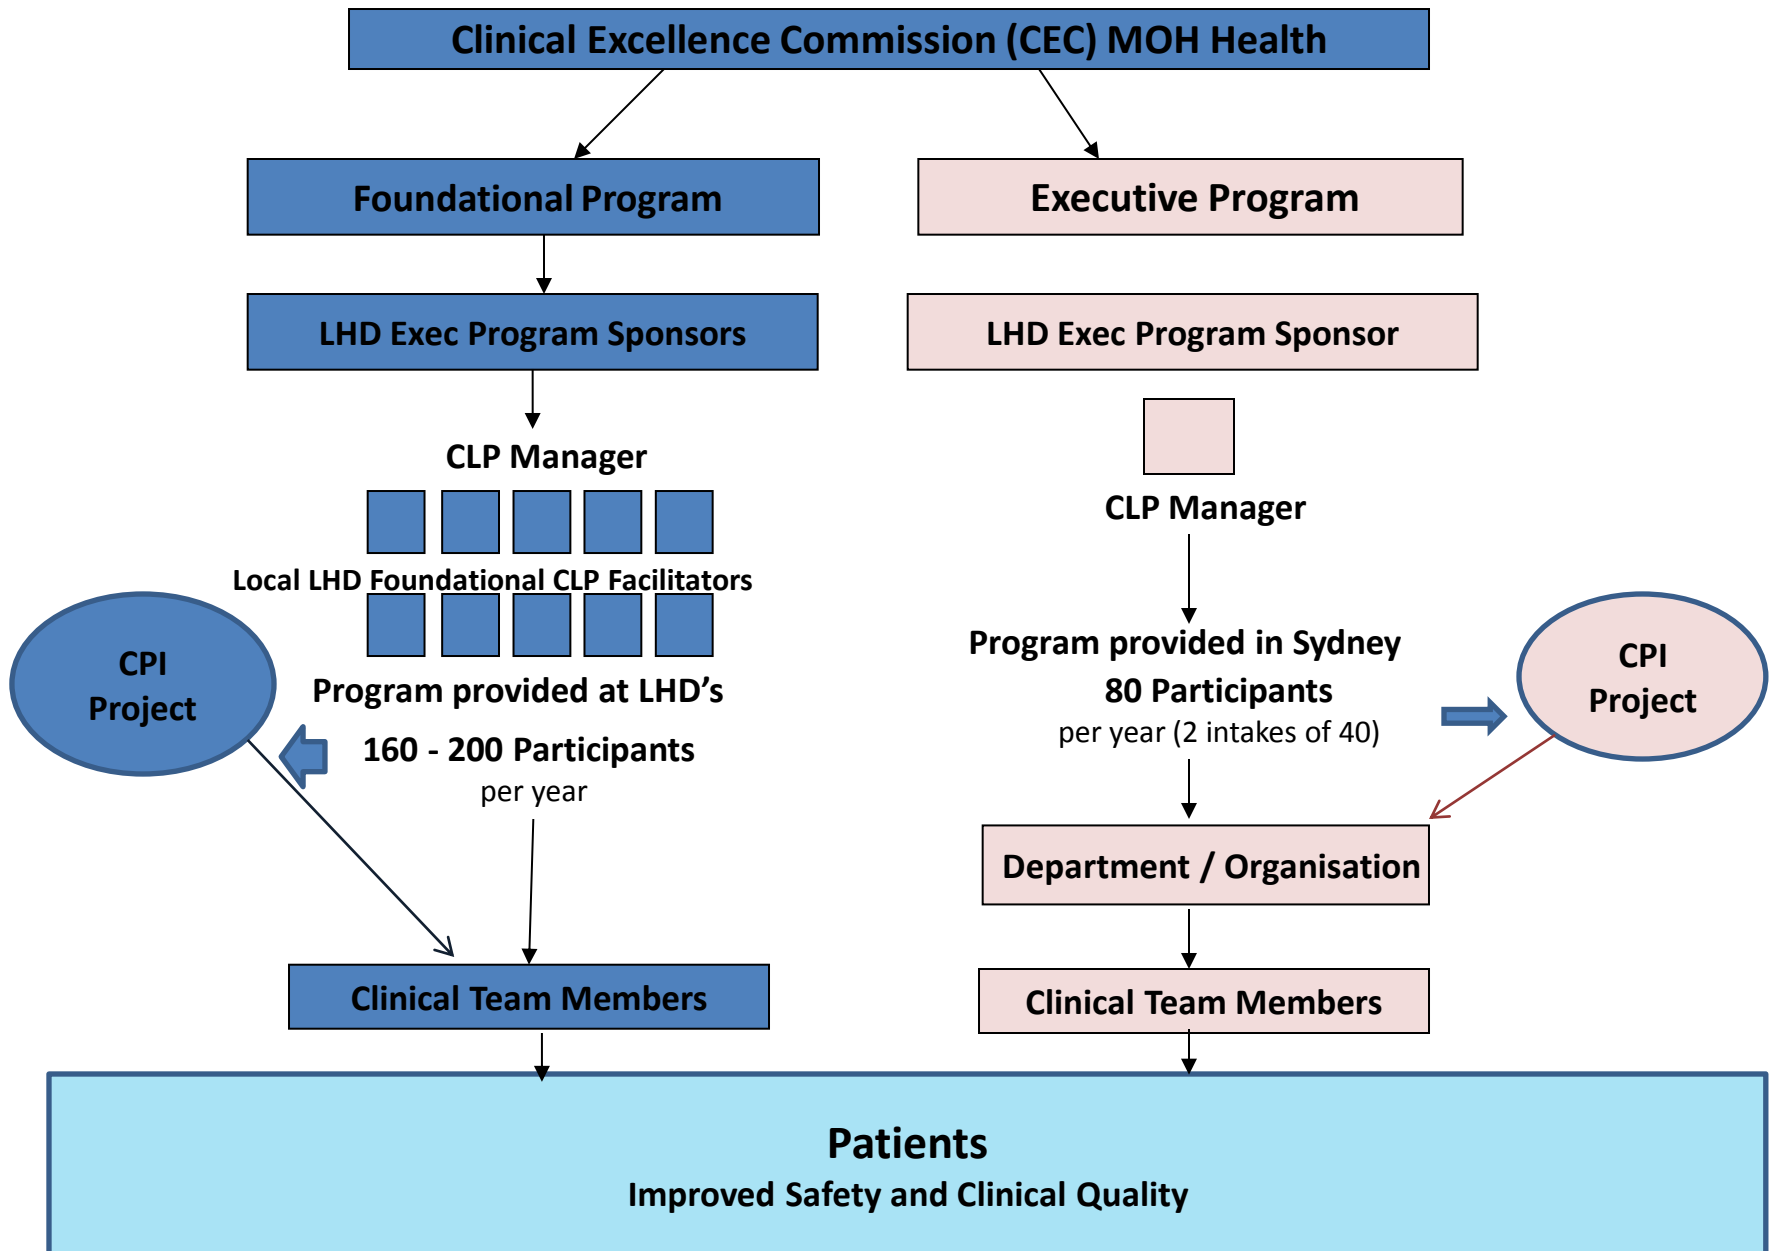 Clinical Excellence Commission (CEC) MOH Health
Foundational Program
Executive Program
LHD Exec Program Sponsors
LHD Exec Program Sponsor
CLP Manager
CLP Manager
Local LHD Foundational CLP Facilitators
CPI
Project
Program provided at LHD's
160 - 200 Participants
per year
Program provided in Sydney
80 Participants
per year (2 intakes of 40)
CPI
Project
Department / Organisation
Clinical Team Members
Clinical Team Members
Patients
Improved Safety and Clinical Quality